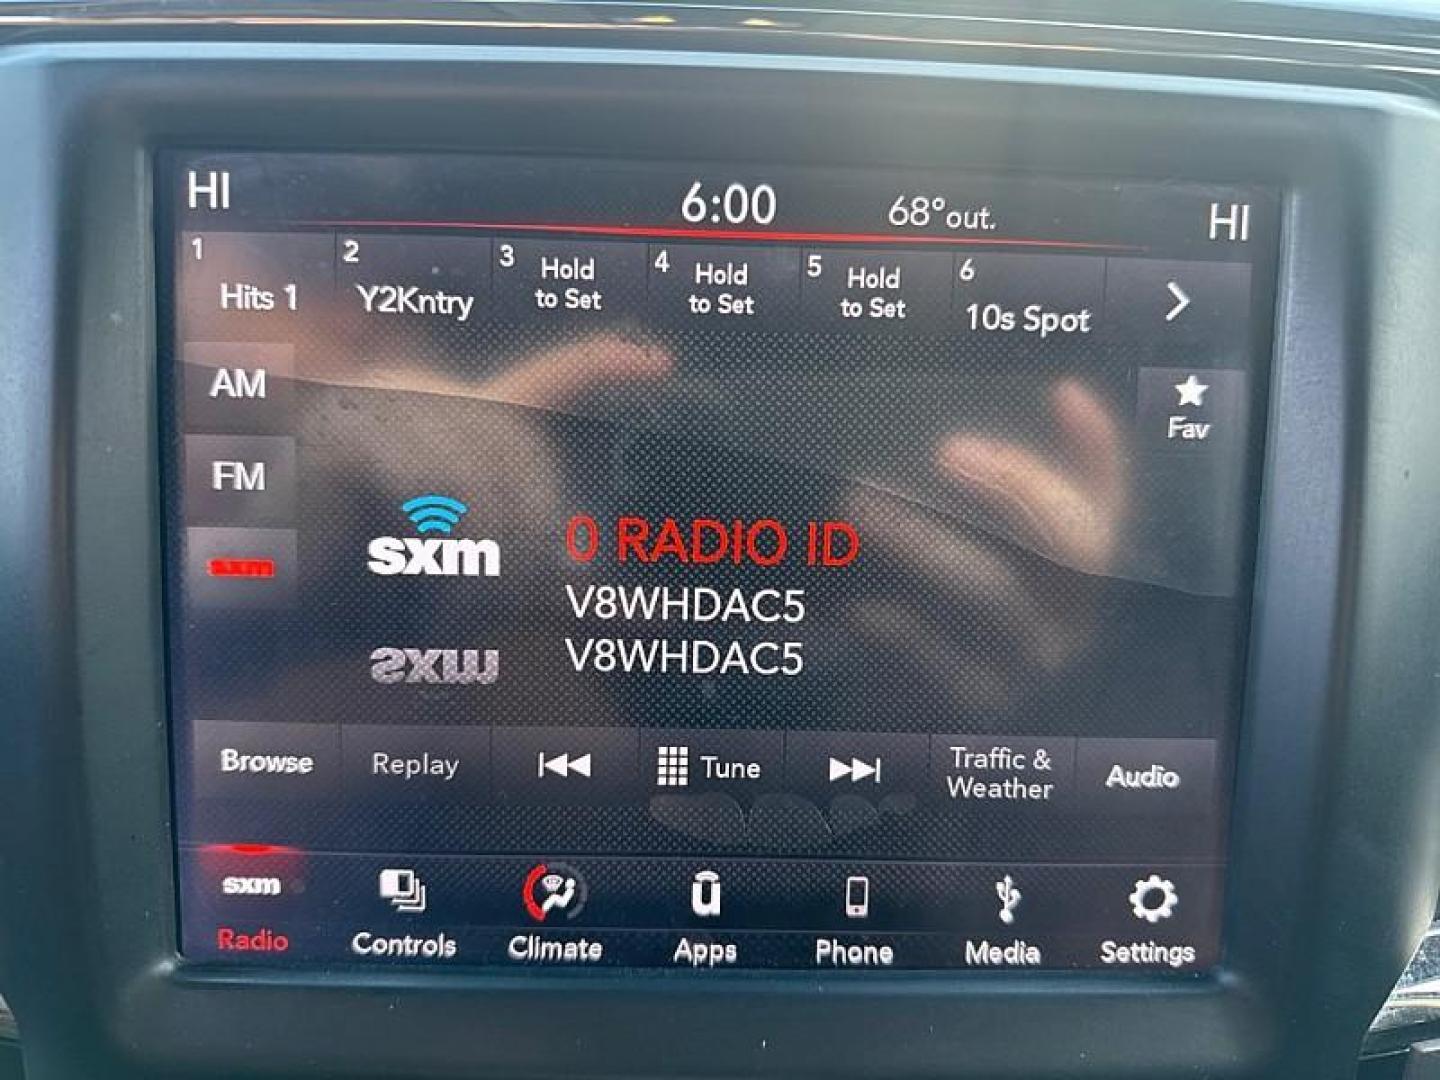 HI 6:00 68°out. HI
1 2 3 4 5 6
Hits 1 Y2Kntry Hold to Set Hold to Set Hold to Set 10s Spot
AM
Fav
FM
sxm
sxm
0 RADIO ID
V8WHDAC5
V8WHDAC5
Browse Replay Tune Traffic & Weather Audio
sxm
Radio Controls Climate Apps Phone Media Settings